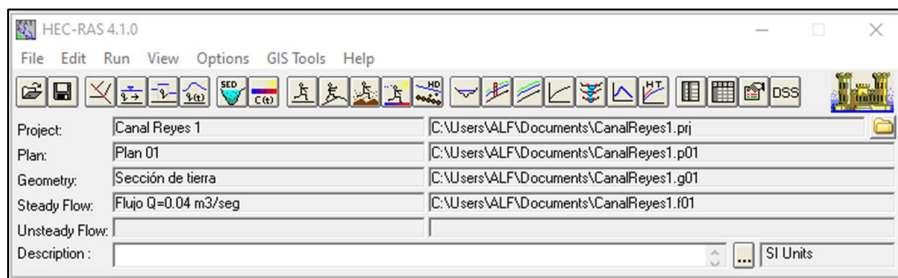 HEC-RAS 4.1.0
File Edit Run View Options GIS Tools Help
SED C(t) HD HT DSS
Project: Canal Reyes 1 C:\Users\ALF\Documents\CanalReyes1.prj
Plan: Plan 01 C:\Users\ALF\Documents\CanalReyes1.p01
Geometry: Sección de tierra C:\Users\ALF\Documents\CanalReyes1.g01
Steady Flow: Flujo Q=0.04 m3/seg C:\Users\ALF\Documents\CanalReyes1.f01
Unsteady Flow:
Description : ... SI Units